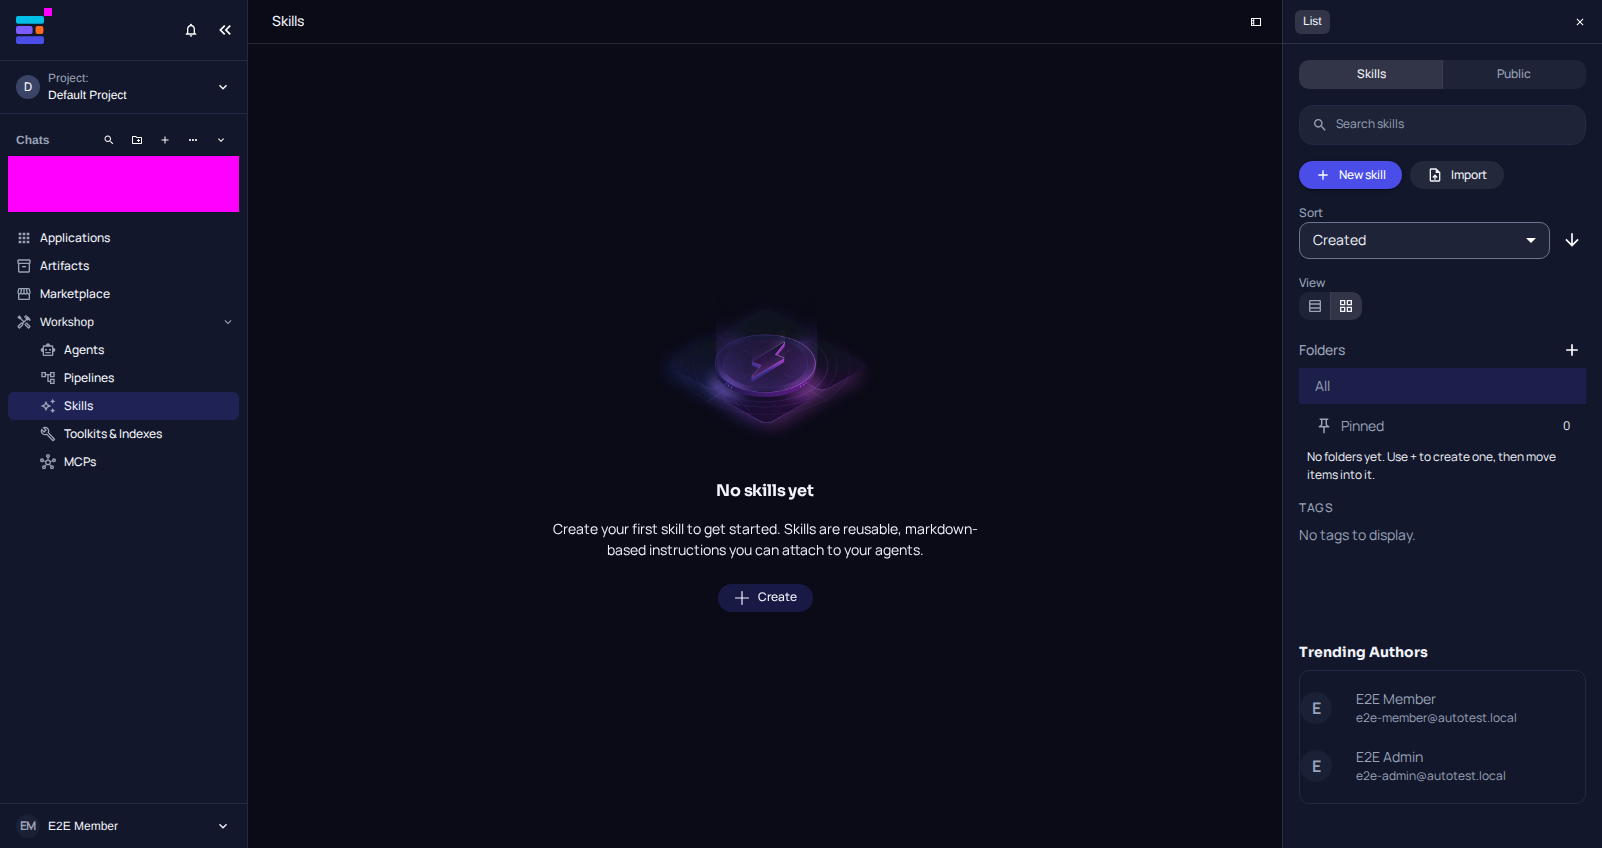 Skills
List
D
Project:
Default Project
Chats
Applications
Artifacts
Marketplace
Workshop
Agents
Pipelines
Skills
Toolkits & Indexes
MCPs
EM
E2E Member
No skills yet
Create your first skill to get started. Skills are reusable, markdown-
based instructions you can attach to your agents.
Create
Skills
Public
Search skills
New skill
Import
Sort
Created
View
Folders
All
Pinned
0
No folders yet. Use + to create one, then move
items into it.
TAGS
No tags to display.
Trending Authors
E
E2E Member
e2e-member@autotest.local
E
E2E Admin
e2e-admin@autotest.local